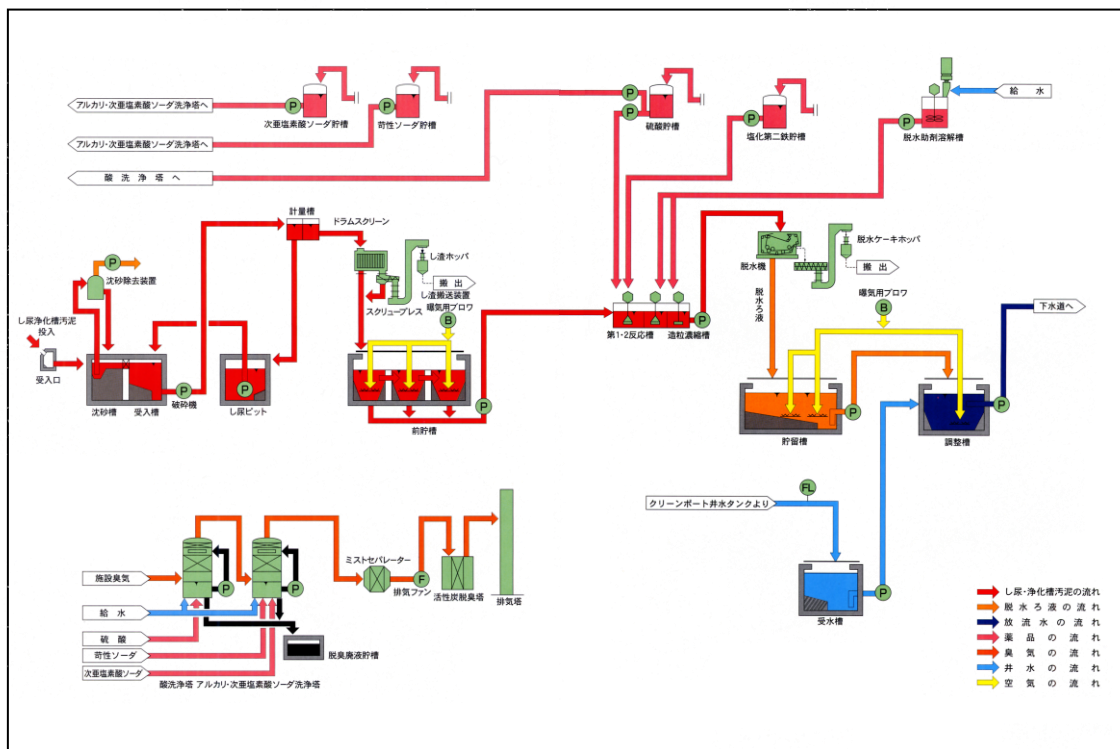 アルカリ・次亜塩素酸ソーダ洗浄塔へ
P
次亜塩素酸ソーダ貯槽
P
苛性ソーダ貯槽
アルカリ・次亜塩素酸ソーダ洗浄塔へ
酸洗浄塔へ
P
P
硫酸貯槽
P
塩化第二鉄貯槽
給水
P
脱水助剤溶解槽
計量槽
ドラムスクリーン
し渣ホッパ
搬出
し渣搬送装置
スクリュープレス
曝気用ブロワ
B
P
沈砂除去装置
し尿浄化槽汚泥
投入
受入口
沈砂槽
受入槽
P
破砕機
P
し尿ピット
前貯槽
P
第1-2反応槽
造粒濃縮槽
P
脱水機
脱水ケーキホッパ
搬出
脱水ろ液
曝気用ブロワ
B
下水道へ
貯留槽
P
調整槽
P
クリーンポート井水タンクより
FL
受水槽
P
施設臭気
給水
硫酸
苛性ソーダ
次亜塩素酸ソーダ
P
P
酸洗浄塔
アルカリ・次亜塩素酸ソーダ洗浄塔
脱臭廃液貯槽
ミストセパレーター
F
排気ファン
活性炭脱臭塔
排気塔
し尿・浄化槽汚泥の流れ
脱水ろ液の流れ
放流水の流れ
薬品の流れ
臭気の流れ
井水の流れ
空気の流れ